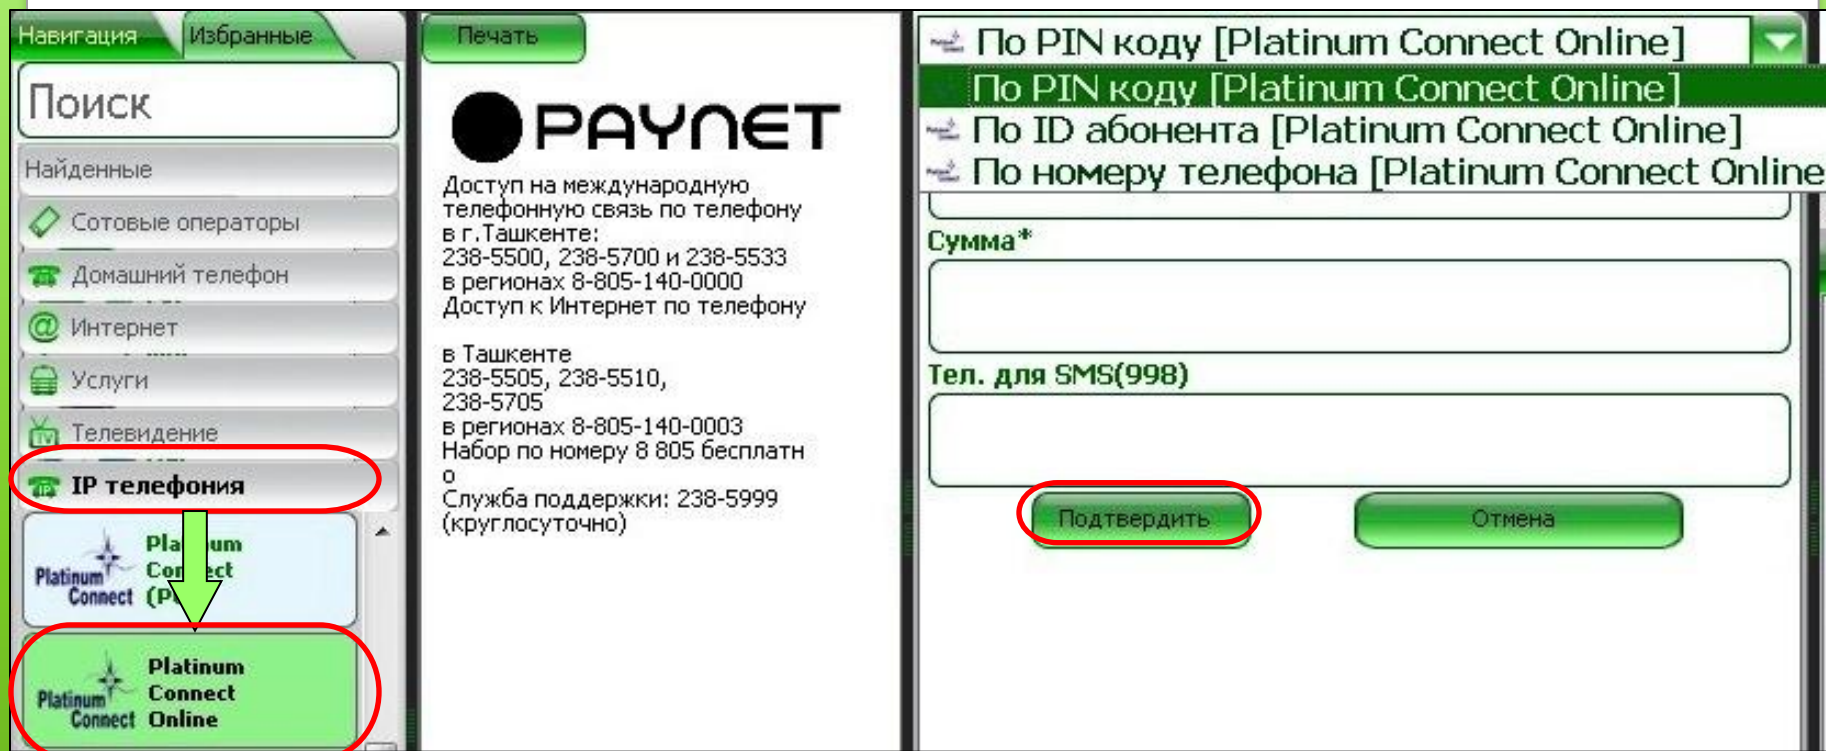 Навигация
Избранные
Поиск
Найденные
Сотовые операторы
Домашний телефон
Интернет
Услуги
Телевидение
IP телефония
Platinum
Connect
Platinum
Connect
Platinum
Connect
Platinum
Connect
Online
Печать
PAYNET
Доступ на международную
телефонную связь по телефону
в г.Ташкенте:
238-5500, 238-5700 и 238-5533
в регионах 8-805-140-0000
Доступ к Интернет по телефону
в Ташкенте
238-5505, 238-5510,
238-5705
в регионах 8-805-140-0003
Набор по номеру 8 805 бесплатн
о
Служба поддержки: 238-5999
(круглосуточно)
По PIN коду [Platinum Connect Online]
По PIN коду [Platinum Connect Online]
По ID абонента [Platinum Connect Online]
По номеру телефона [Platinum Connect Online
Сумма*
Тел. для SMS(998)
Подтвердить
Отмена